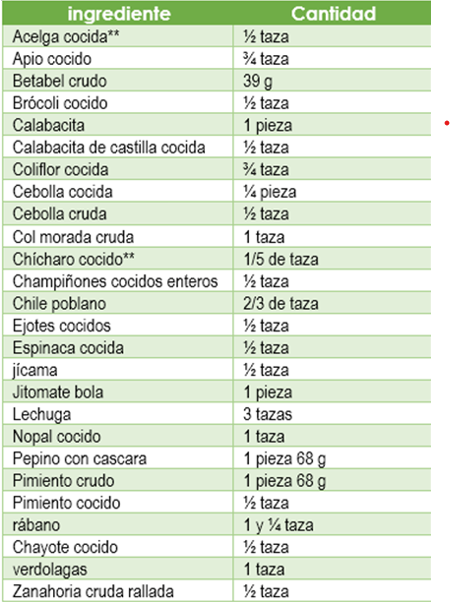 ingrediente Cantidad
Acelga cocida** ½ taza
Apio cocido ¾ taza
Betabel crudo 39 g
Brócoli cocido ½ taza
Calabacita 1 pieza
Calabacita de castilla cocida ½ taza
Coliflor cocida ¾ taza
Cebolla cocida ¼ pieza
Cebolla cruda ½ taza
Col morada cruda 1 taza
Chícharo cocido** 1/5 de taza
Champiñones cocidos enteros ½ taza
Chile poblano 2/3 de taza
Ejotes cocidos ½ taza
Espinaca cocida ½ taza
jícama ½ taza
Jitomate bola 1 pieza
Lechuga 3 tazas
Nopal cocido 1 taza
Pepino con cascara 1 pieza 68 g
Pimiento crudo 1 pieza 68 g
Pimiento cocido ½ taza
rábano 1 y ¼ taza
Chayote cocido ½ taza
verdolagas 1 taza
Zanahoria cruda rallada ½ taza